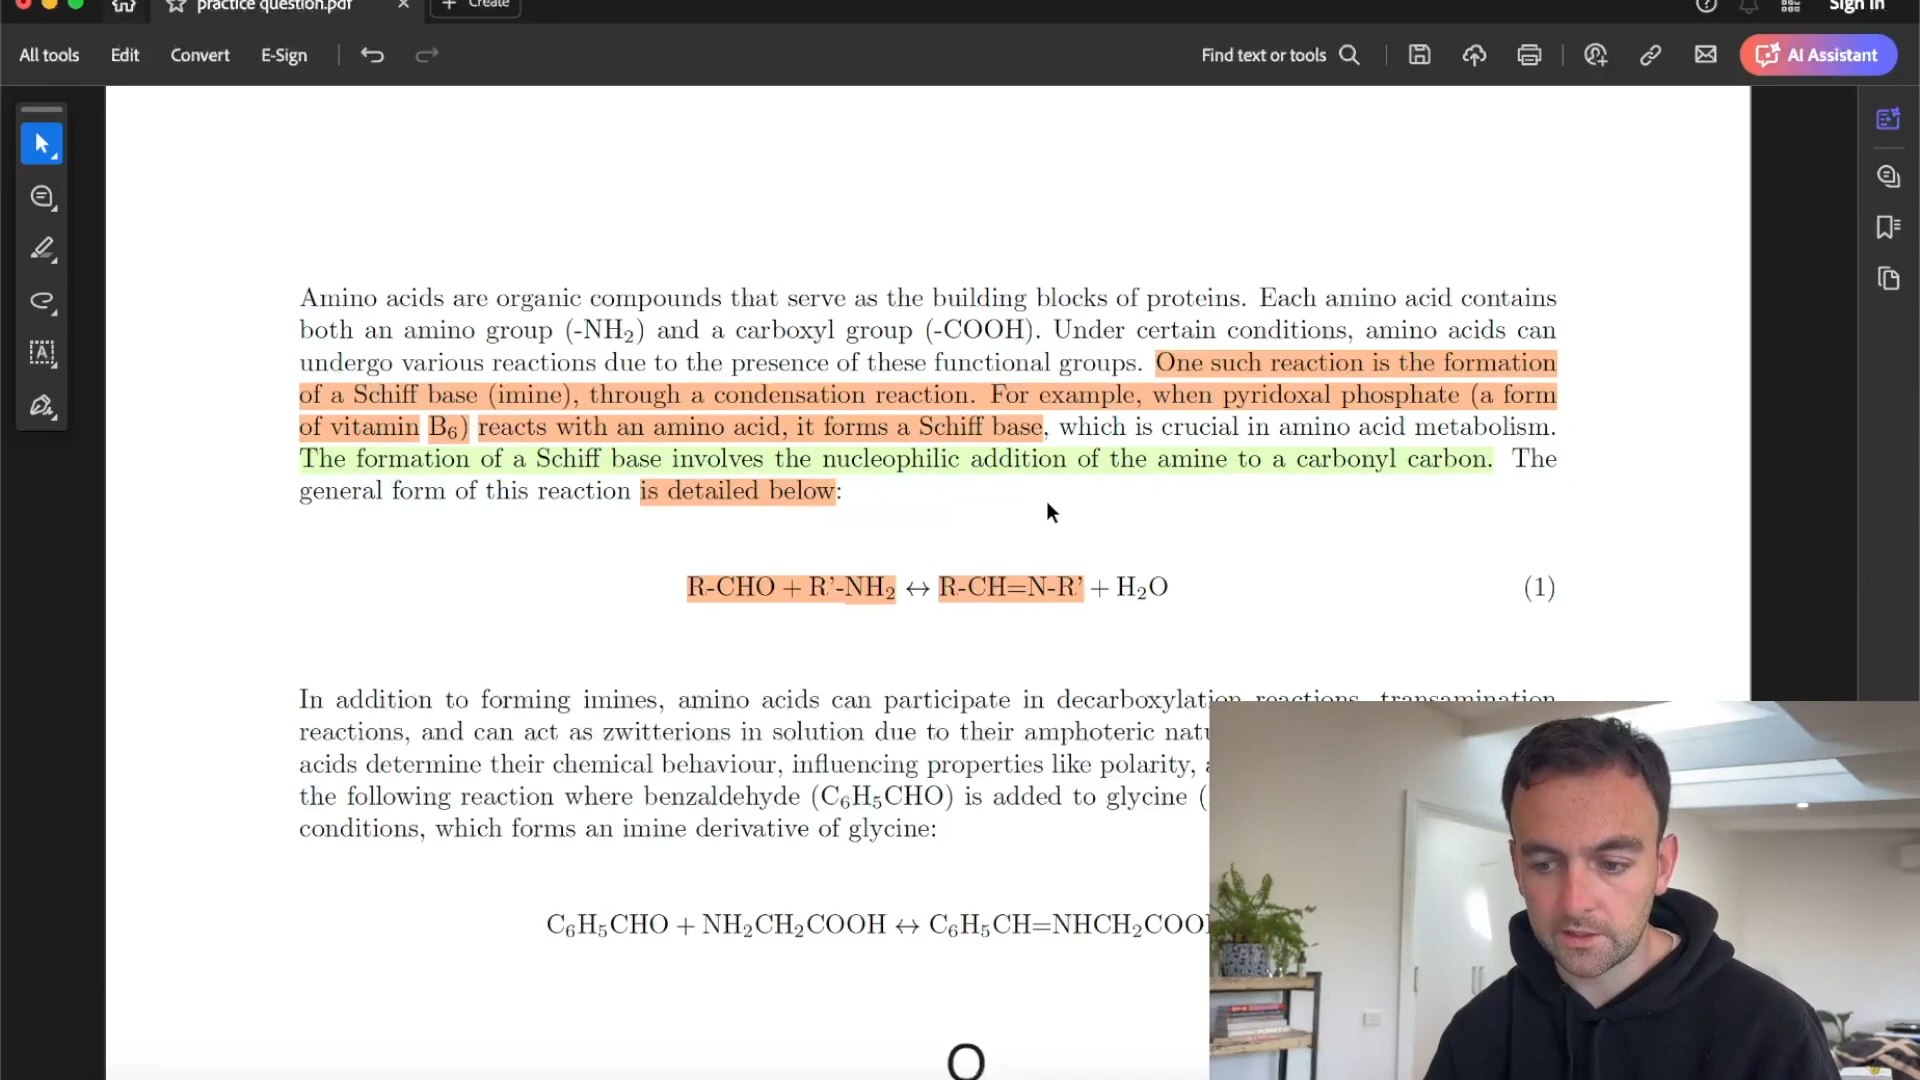 practice question.pdf
Create
Sign in
All tools
Edit
Convert
E-Sign
Find text or tools
AI Assistant
Amino acids are organic compounds that serve as the building blocks of proteins. Each amino acid contains
both an amino group (-NH₂) and a carboxyl group (-COOH). Under certain conditions, amino acids can
undergo various reactions due to the presence of these functional groups. One such reaction is the formation
of a Schiff base (imine), through a condensation reaction. For example, when pyridoxal phosphate (a form
of vitamin B₆) reacts with an amino acid, it forms a Schiff base, which is crucial in amino acid metabolism.
The formation of a Schiff base involves the nucleophilic addition of the amine to a carbonyl carbon. The
general form of this reaction is detailed below:
R-CHO + R'-NH₂ ↔ R-CH=N-R' + H₂O (1)
In addition to forming imines, amino acids can participate in decarboxylation reactions, transamination
reactions, and can act as zwitterions in solution due to their amphoteric
acids determine their chemical behaviour, influencing properties like polarity,
the following reaction where benzaldehyde (C₆H₅CHO) is added to glycine (
conditions, which forms an imine derivative of glycine:
C₆H₅CHO + NH₂CH₂COOH ↔ C₆H₅CH=NHCH₂COO
O